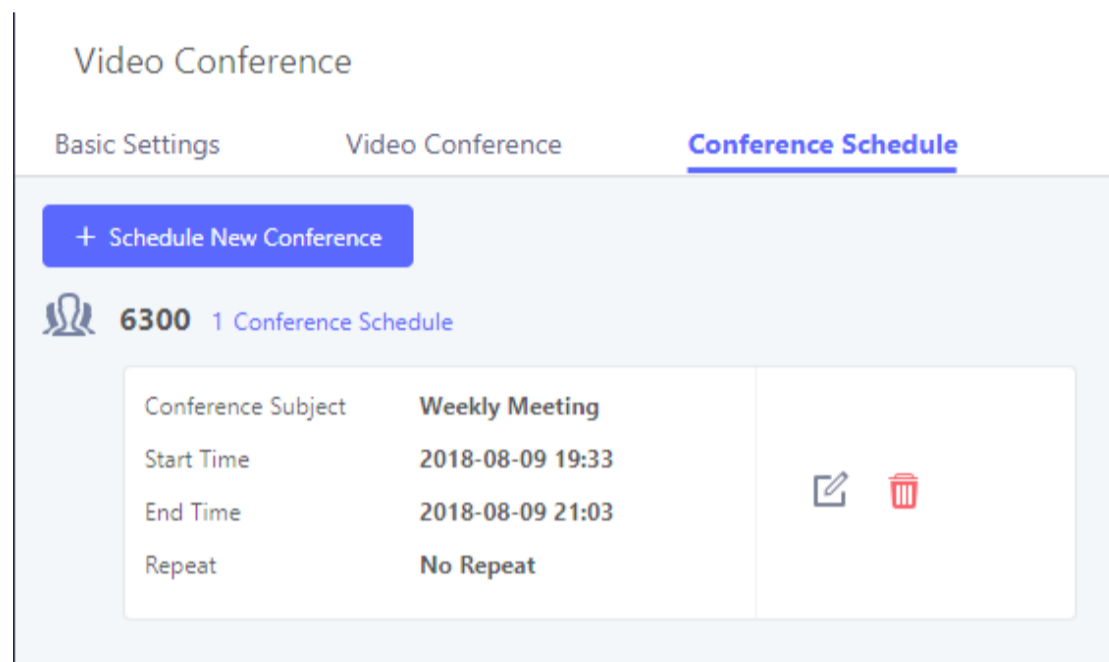 Video Conference
Basic Settings Video Conference Conference Schedule
+ Schedule New Conference
6300 1 Conference Schedule
Conference Subject Weekly Meeting
Start Time 2018-08-09 19:33
End Time 2018-08-09 21:03
Repeat No Repeat